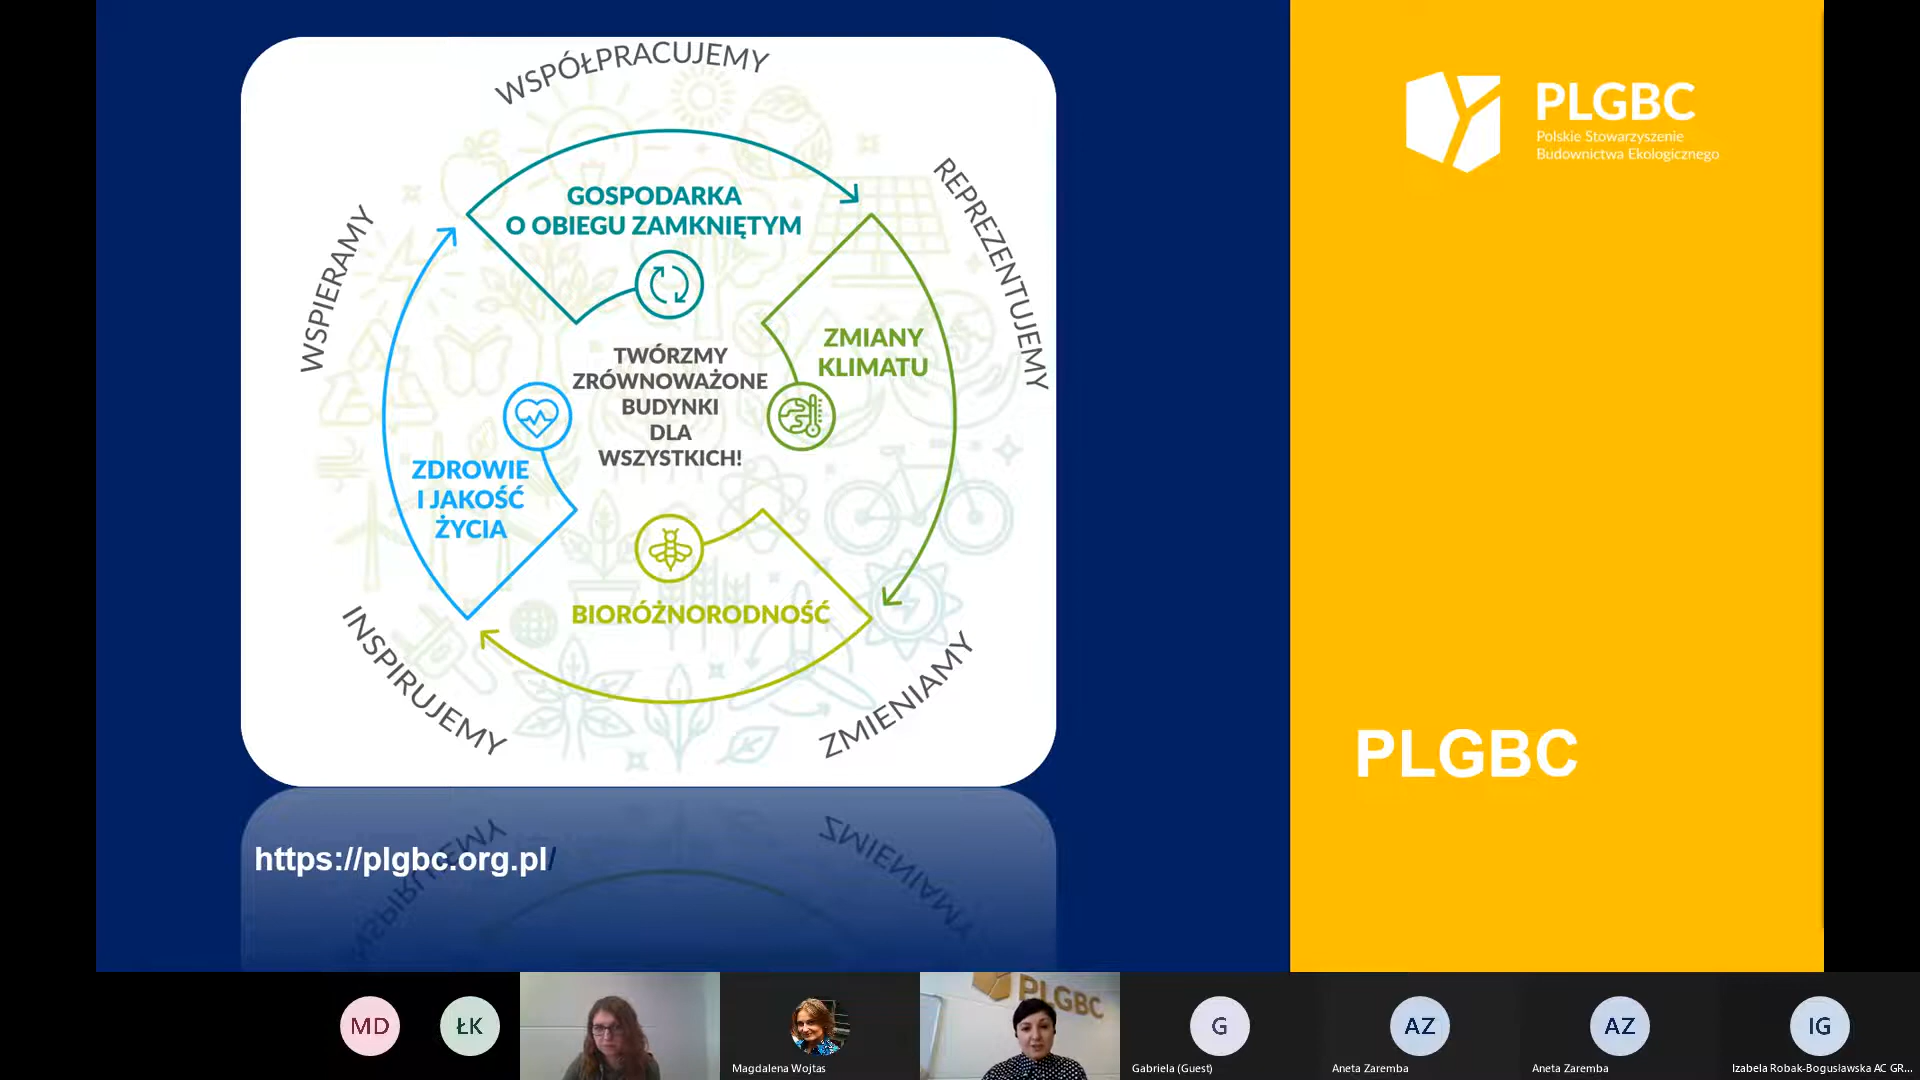 WSPÓŁPRACUJEMY
REPREZENTUJEMY
WSPIERAMY
GOSPODARKA
O OBIEGU ZAMKNIĘTYM
ZMIANY
KLIMATU
TWÓRZMY
ZRÓWNOWAŻONE
BUDYNKI
DLA
WSZYSTKICH!
ZDROWIE
I JAKOŚĆ
ŻYCIA
BIORÓŻNORODNOŚĆ
INSPIRUJEMY
ZMIENIAMY
https://plgbc.org.pl/
PLGBC
Polskie Stowarzyszenie
Budownictwa Ekologicznego
PLGBC
MD
ŁK
Magdalena Wojtas
PLGBC
G
Gabriela (Guest)
AZ
Aneta Zaremba
AZ
Aneta Zaremba
IG
Izabela Robak-Bogusławska AC GR...